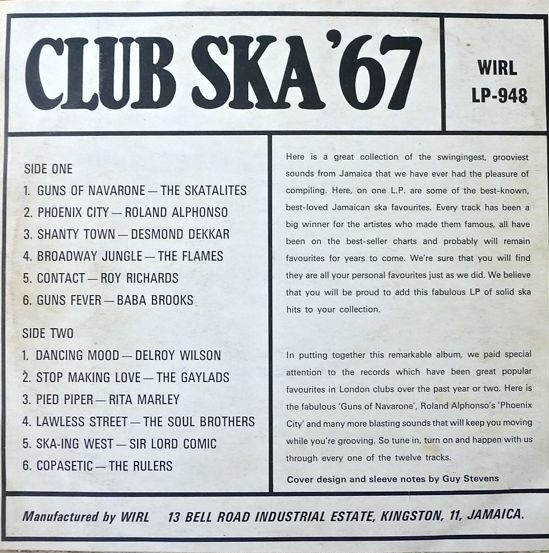 CLUB SKA '67
WIRL
LP-948
SIDE ONE
1. GUNS OF NAVARONE — THE SKATALITES
2. PHOENIX CITY — ROLAND ALPHONSO
3. SHANTY TOWN — DESMOND DEKKAR
4. BROADWAY JUNGLE — THE FLAMES
5. CONTACT — ROY RICHARDS
6. GUNS FEVER — BABA BROOKS
SIDE TWO
1. DANCING MOOD — DELROY WILSON
2. STOP MAKING LOVE — THE GAYLADS
3. PIED PIPER — RITA MARLEY
4. LAWLESS STREET — THE SOUL BROTHERS
5. SKA-ING WEST — SIR LORD COMIC
6. COPASETIC — THE RULERS
Here is a great collection of the swingingest, grooviest
sounds from Jamaica that we have ever had the pleasure of
compiling. Here, on one L.P. are some of the best-known,
best-loved Jamaican ska favourites. Every track has been a
big winner for the artistes who made them famous, all have
been on the best-seller charts and probably will remain
favourites for years to come. We're sure that you will find
they are all your personal favourites just as we did. We believe
that you will be proud to add this fabulous LP of solid ska
hits to your collection.
In putting together this remarkable album, we paid special
attention to the records which have been great popular
favourites in London clubs over the past year or two. Here is
the fabulous 'Guns of Navarone', Roland Alphonso's 'Phoenix
City' and many more blasting sounds that will keep you moving
while you're grooving. So tune in, turn on and happen with us
through every one of the twelve tracks.
Cover design and sleeve notes by Guy Stevens
Manufactured by WIRL 13 BELL ROAD INDUSTRIAL ESTATE, KINGSTON, 11, JAMAICA.